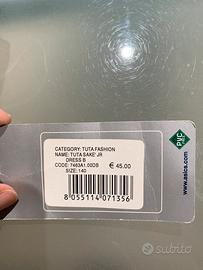 CATEGORY: TUTA FASHION
NAME: TUTA SAKE' JR
DRESS B
CODE: 7463A1.00DB
€ 45.00
SIZE: 140
8 055114 071356
PVC
www.asics.com
subito